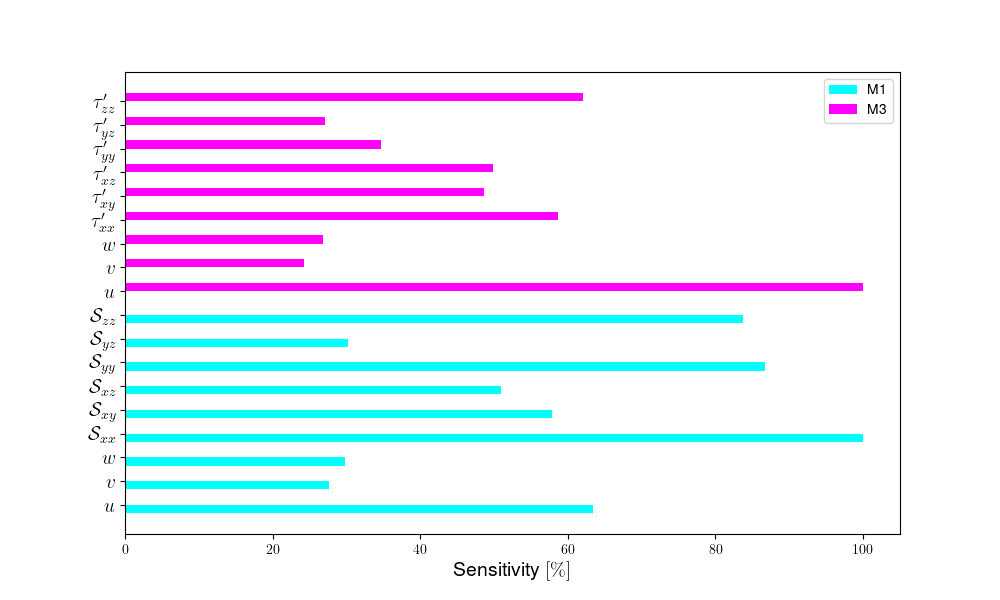 M1
M3
τ′zz
τ′yz
τ′yy
τ′xz
τ′xy
τ′xx
w
v
u
𝒮zz
𝒮yz
𝒮yy
𝒮xz
𝒮xy
𝒮xx
w
v
u
0 20 40 60 80 100
Sensitivity [%]